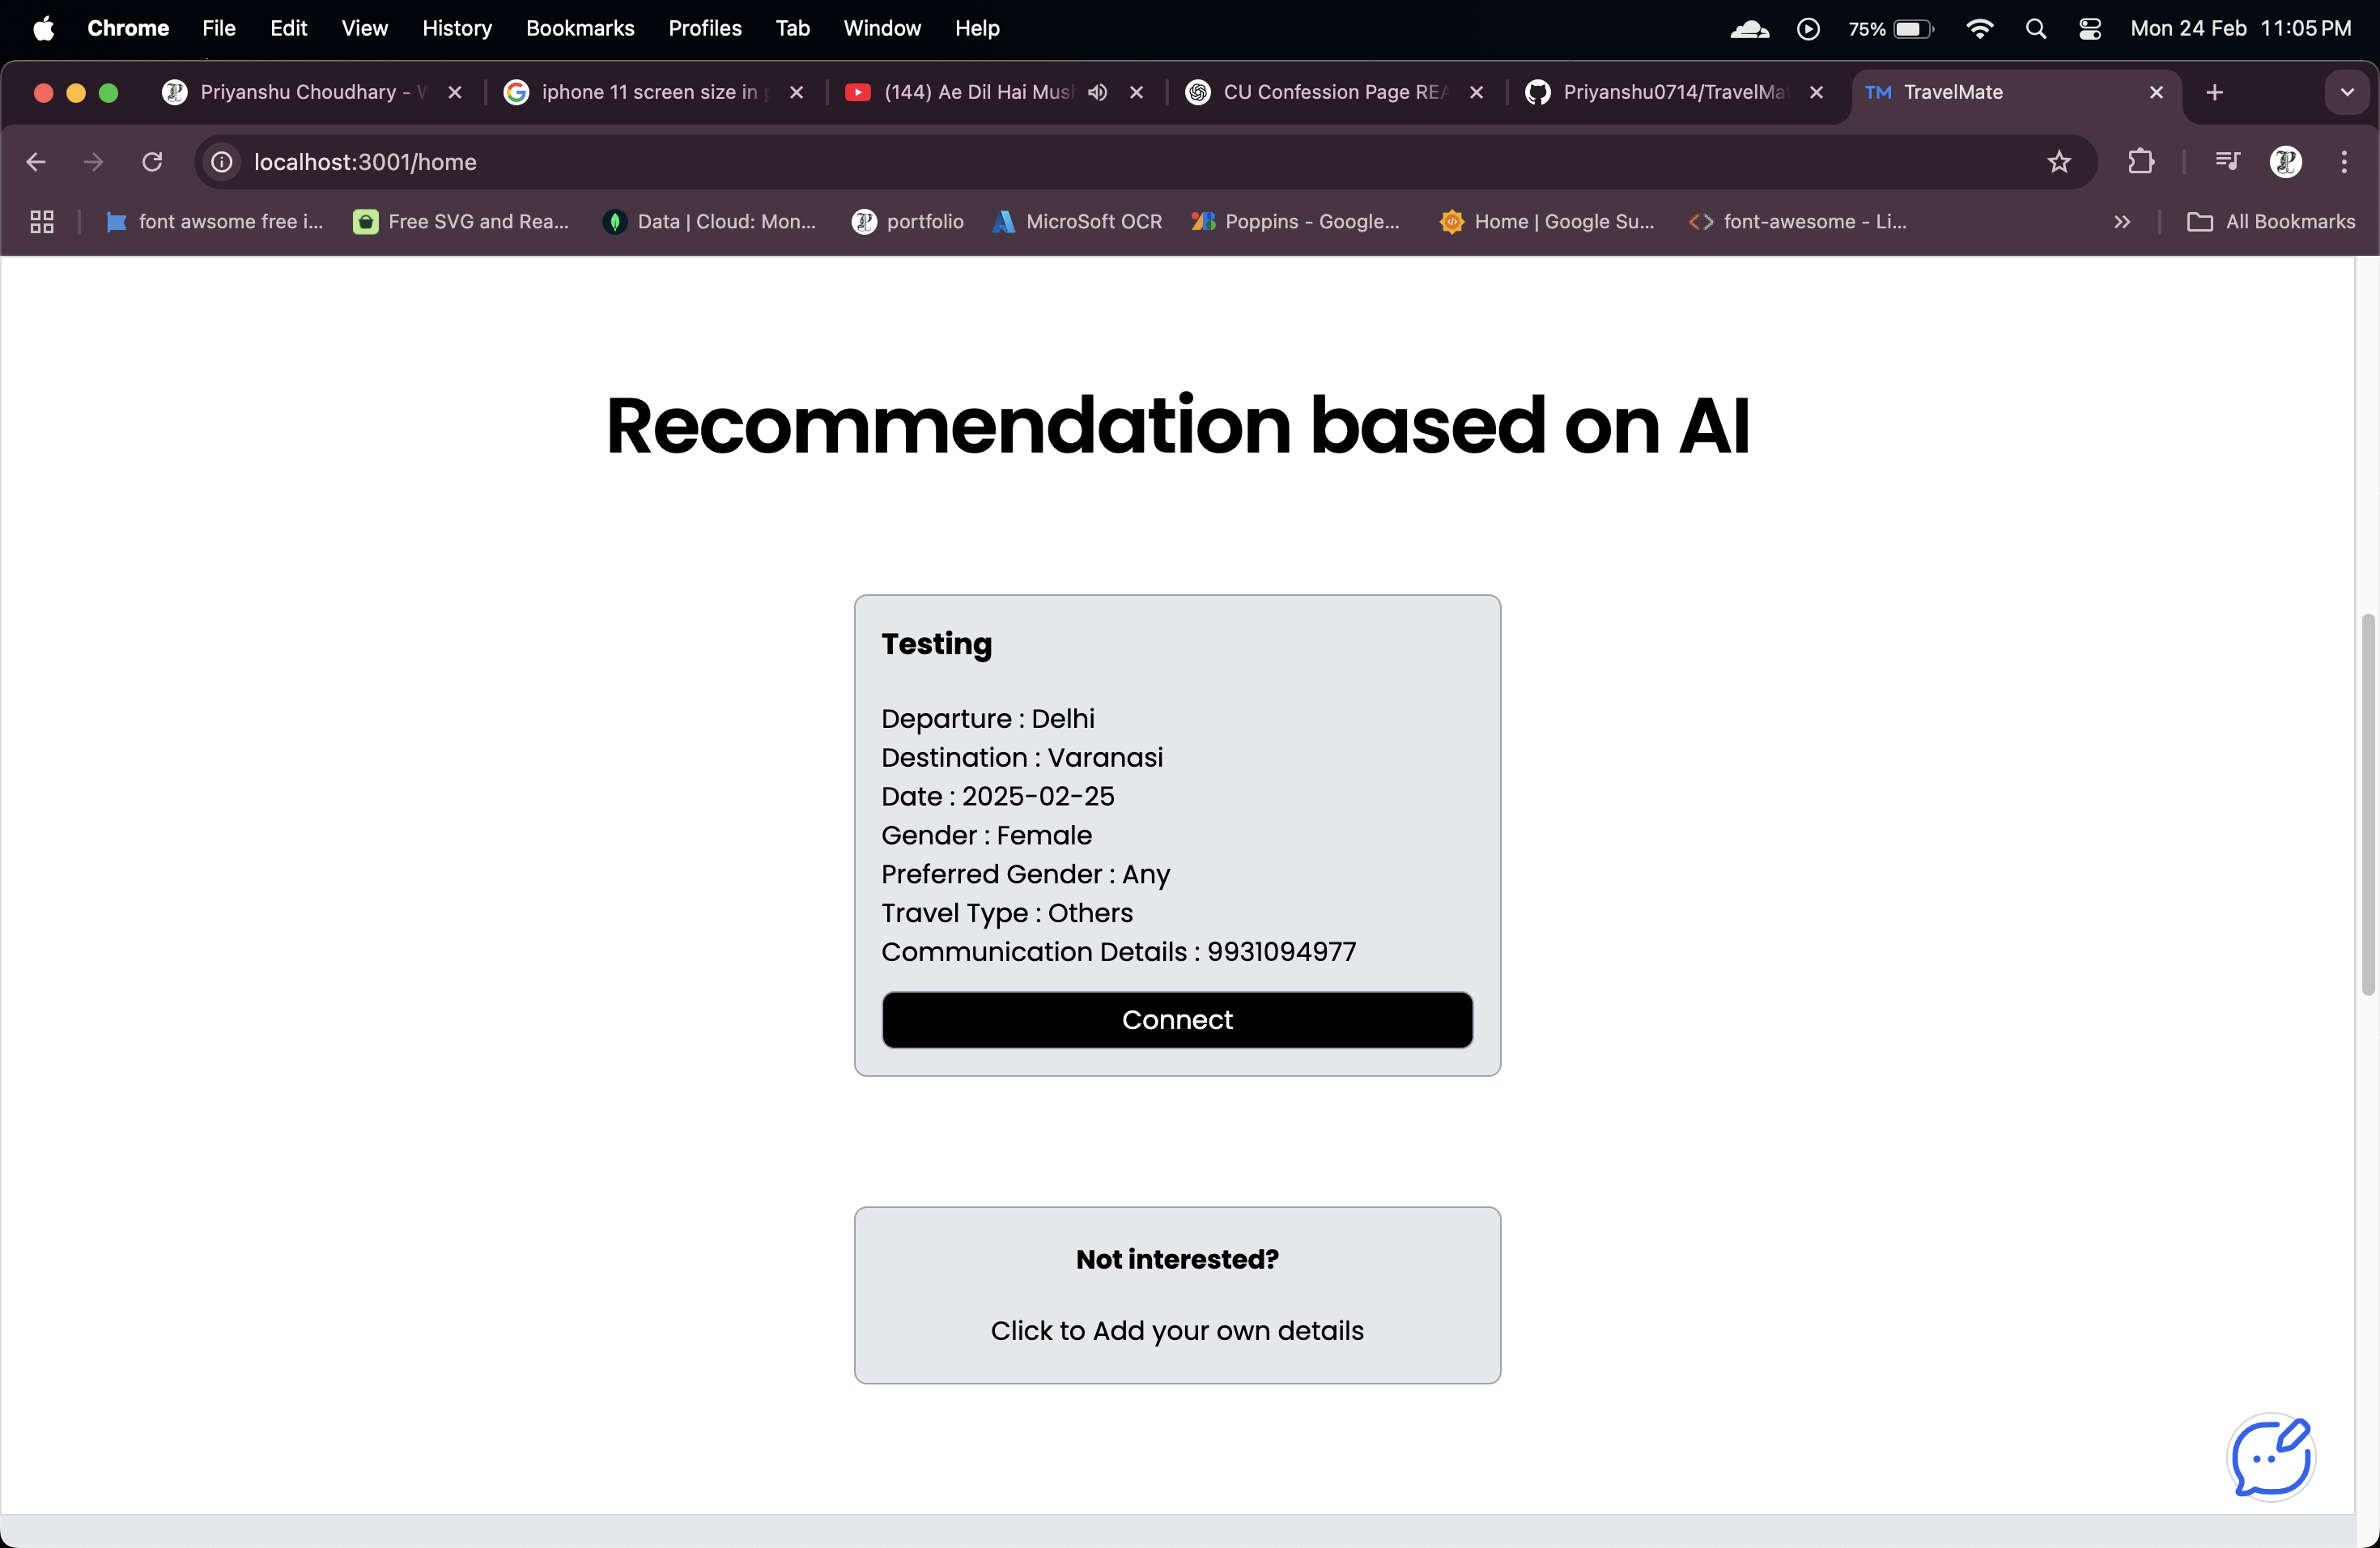 Chrome File Edit View History Bookmarks Profiles Tab Window Help 75% Mon 24 Feb 11:05 PM
Priyanshu Choudhary - iphone 11 screen size in (144) Ae Dil Hai CU Confession Page Priyanshu0714/ TM TravelMate
localhost:3001/home
font awsome free i... Free SVG and Rea... Data | Cloud: Mon... portfolio MicroSoft OCR Poppins - Google... Home | Google Su... font-awesome - Li... All Bookmarks
Recommendation based on AI
Testing
Departure : Delhi
Destination : Varanasi
Date : 2025-02-25
Gender : Female
Preferred Gender : Any
Travel Type : Others
Communication Details : 9931094977
Connect
Not interested?
Click to Add your own details